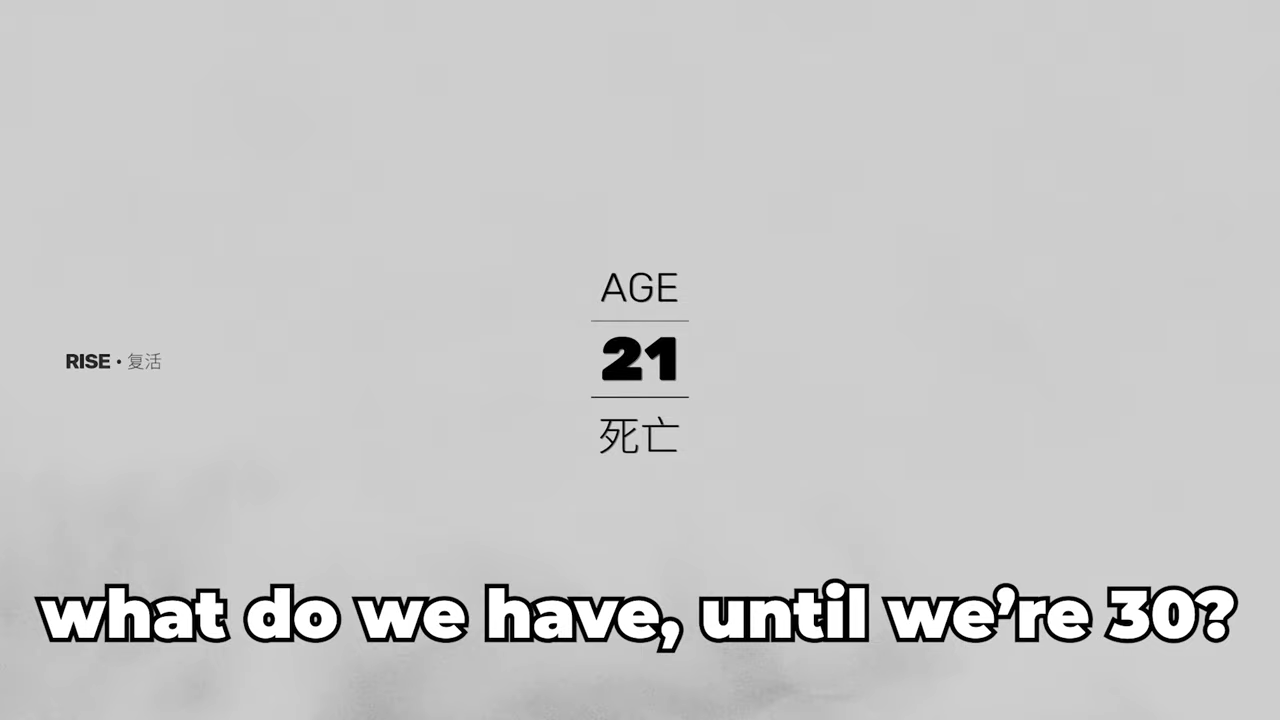 AGE
21
死亡
RISE • 复活
what do we have, until we’re 30?